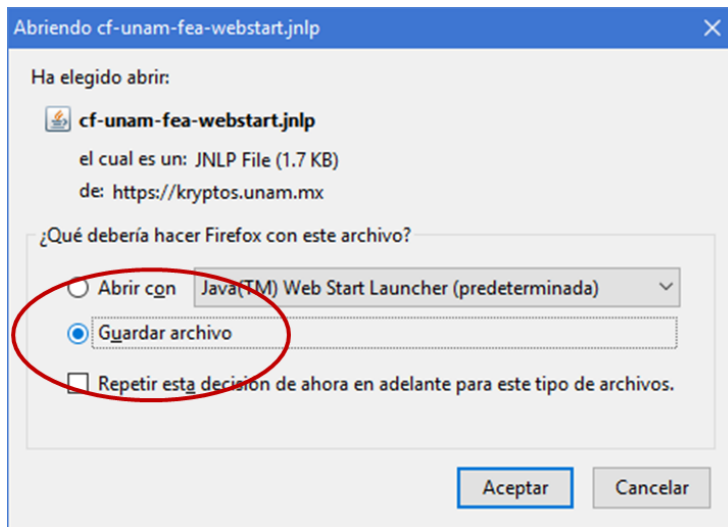 Abriendo cf-unam-fea-webstart.jnlp
Ha elegido abrir:
cf-unam-fea-webstart.jnlp
el cual es un: JNLP File (1.7 KB)
de: https://kryptos.unam.mx
¿Qué debería hacer Firefox con este archivo?
Abrir con Java(TM) Web Start Launcher (predeterminada)
Guardar archivo
Repetir esta decisión de ahora en adelante para este tipo de archivos.
Aceptar Cancelar